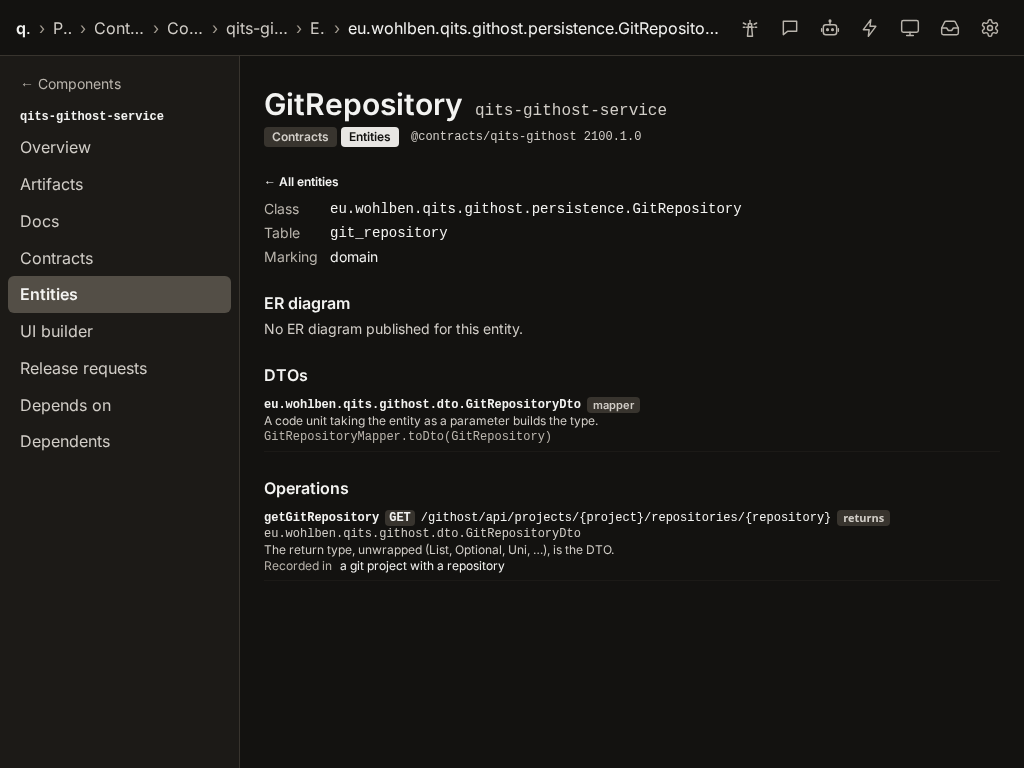 q. › P.. › Cont... › Co... › qits-gi... › E. › eu.wohlben.qits.githost.persistence.GitReposito...
← Components
qits-githost-service
Overview
Artifacts
Docs
Contracts
Entities
UI builder
Release requests
Depends on
Dependents
GitRepository qits-githost-service
Contracts Entities @contracts/qits-githost 2100.1.0
← All entities
Class eu.wohlben.qits.githost.persistence.GitRepository
Table git_repository
Marking domain
ER diagram
No ER diagram published for this entity.
DTOs
eu.wohlben.qits.githost.dto.GitRepositoryDto mapper
A code unit taking the entity as a parameter builds the type.
GitRepositoryMapper.toDto(GitRepository)
Operations
getGitRepository GET /githost/api/projects/{project}/repositories/{repository} returns
eu.wohlben.qits.githost.dto.GitRepositoryDto
The return type, unwrapped (List, Optional, Uni, ...), is the DTO.
Recorded in a git project with a repository